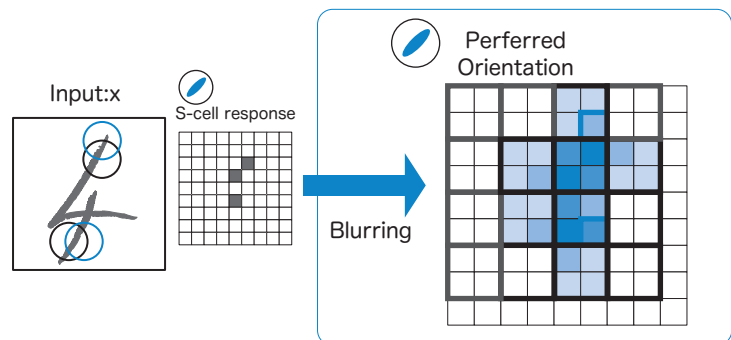 Input:x
S-cell response
Blurring
Perferred
Orientation